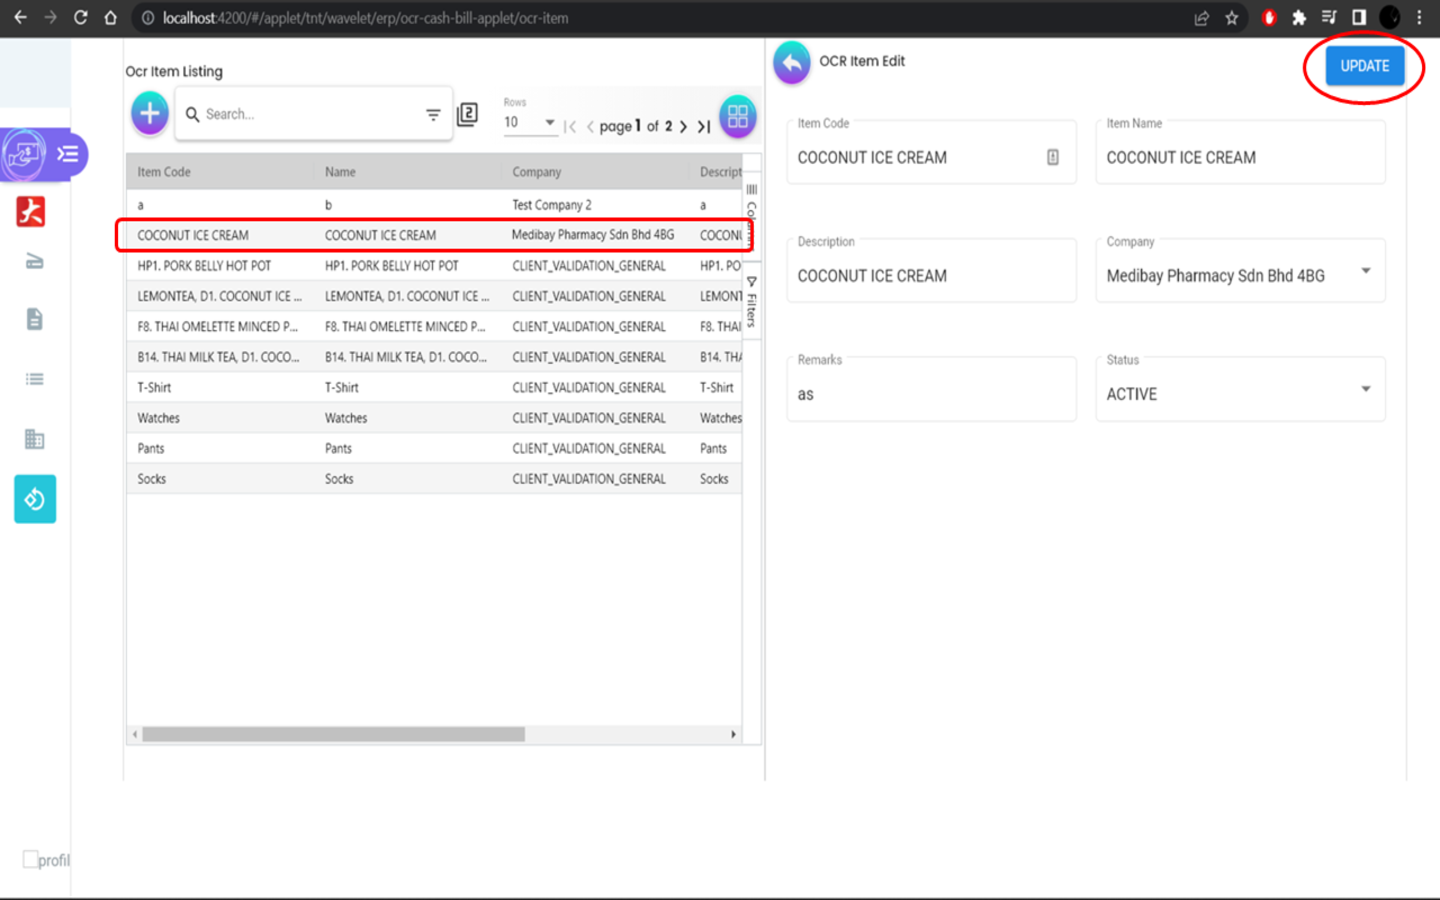 localhost:4200/#/applet/tnt/wavelet/erp/ocr-cash-bill-applet/ocr-item
Ocr Item Listing
Search...
2
Rows
10
page 1 of 2
Item Code Name Company Descript
a b Test Company 2 a
COCONUT ICE CREAM COCONUT ICE CREAM Medibay Pharmacy Sdn Bhd 4BG COCONU
HP1. PORK BELLY HOT POT HP1. PORK BELLY HOT POT CLIENT_VALIDATION_GENERAL HP1. PO
LEMONTEA, D1. COCONUT ICE ... LEMONTEA, D1. COCONUT ICE ... CLIENT_VALIDATION_GENERAL LEMONT
F8. THAI OMELETTE MINCED P... F8. THAI OMELETTE MINCED P... CLIENT_VALIDATION_GENERAL F8. THAI
B14. THAI MILK TEA, D1. COCO... B14. THAI MILK TEA, D1. COCO... CLIENT_VALIDATION_GENERAL B14. THA
T-Shirt T-Shirt CLIENT_VALIDATION_GENERAL T-Shirt
Watches Watches CLIENT_VALIDATION_GENERAL Watches
Pants Pants CLIENT_VALIDATION_GENERAL Pants
Socks Socks CLIENT_VALIDATION_GENERAL Socks
Columns
Filters
OCR Item Edit
UPDATE
Item Code
COCONUT ICE CREAM
Item Name
COCONUT ICE CREAM
Description
COCONUT ICE CREAM
Company
Medibay Pharmacy Sdn Bhd 4BG
Remarks
as
Status
ACTIVE
profil